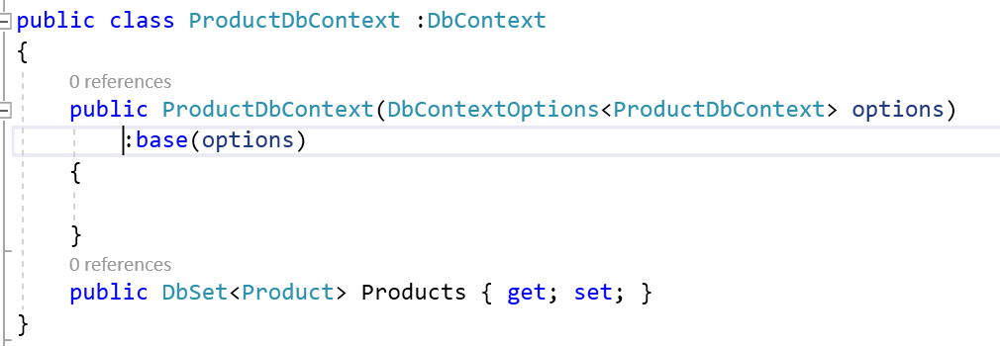 public class ProductDbContext :DbContext
{
0 references
public ProductDbContext(DbContextOptions<ProductDbContext> options)
:base(options)
{
}
0 references
public DbSet<Product> Products { get; set; }
}